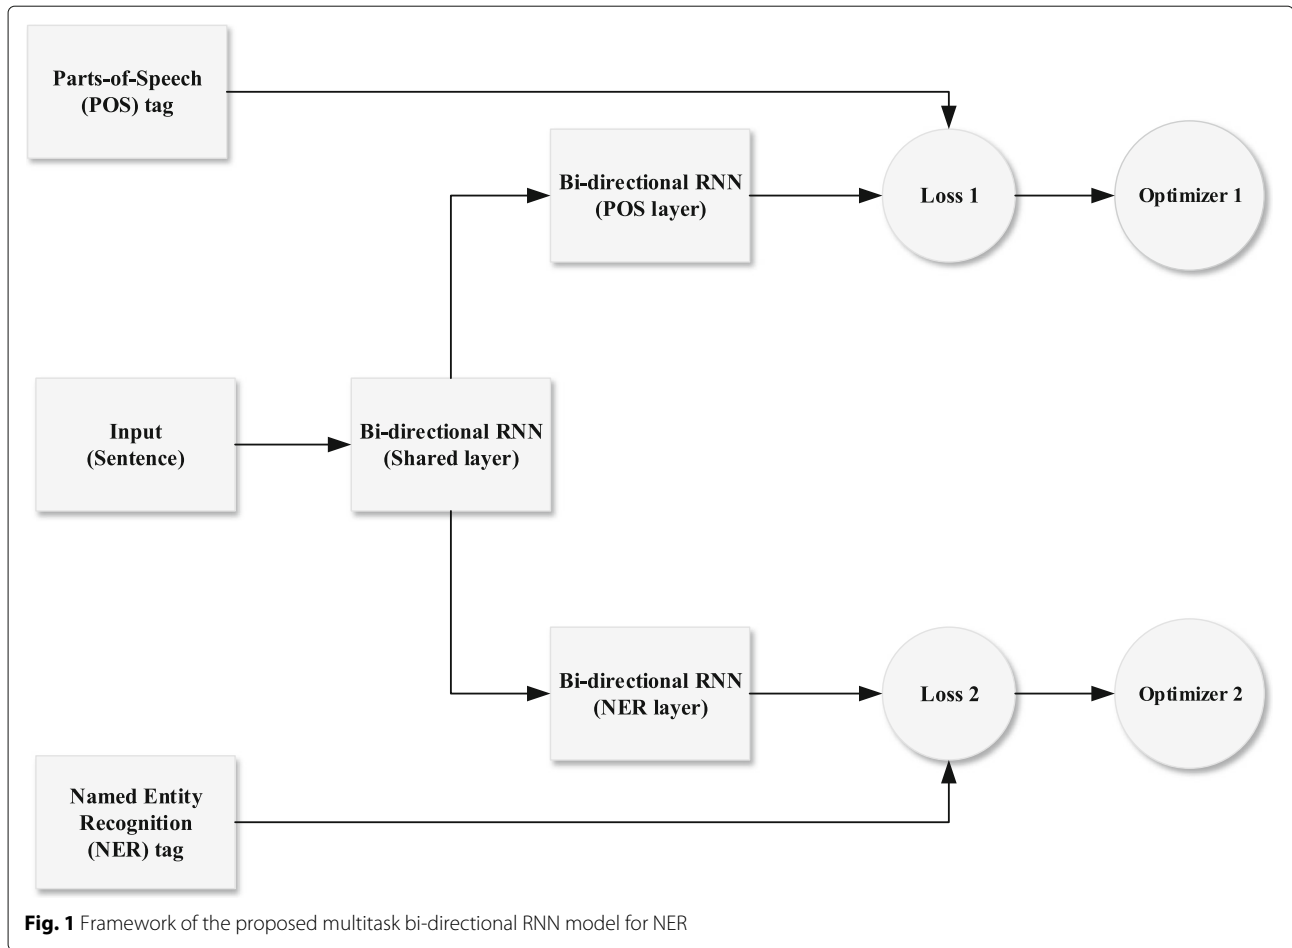 Parts-of-Speech
(POS) tag
Bi-directional RNN
(POS layer)
Loss 1
Optimizer 1
Input
(Sentence)
Bi-directional RNN
(Shared layer)
Bi-directional RNN
(NER layer)
Loss 2
Optimizer 2
Named Entity
Recognition
(NER) tag
Fig. 1 Framework of the proposed multitask bi-directional RNN model for NER